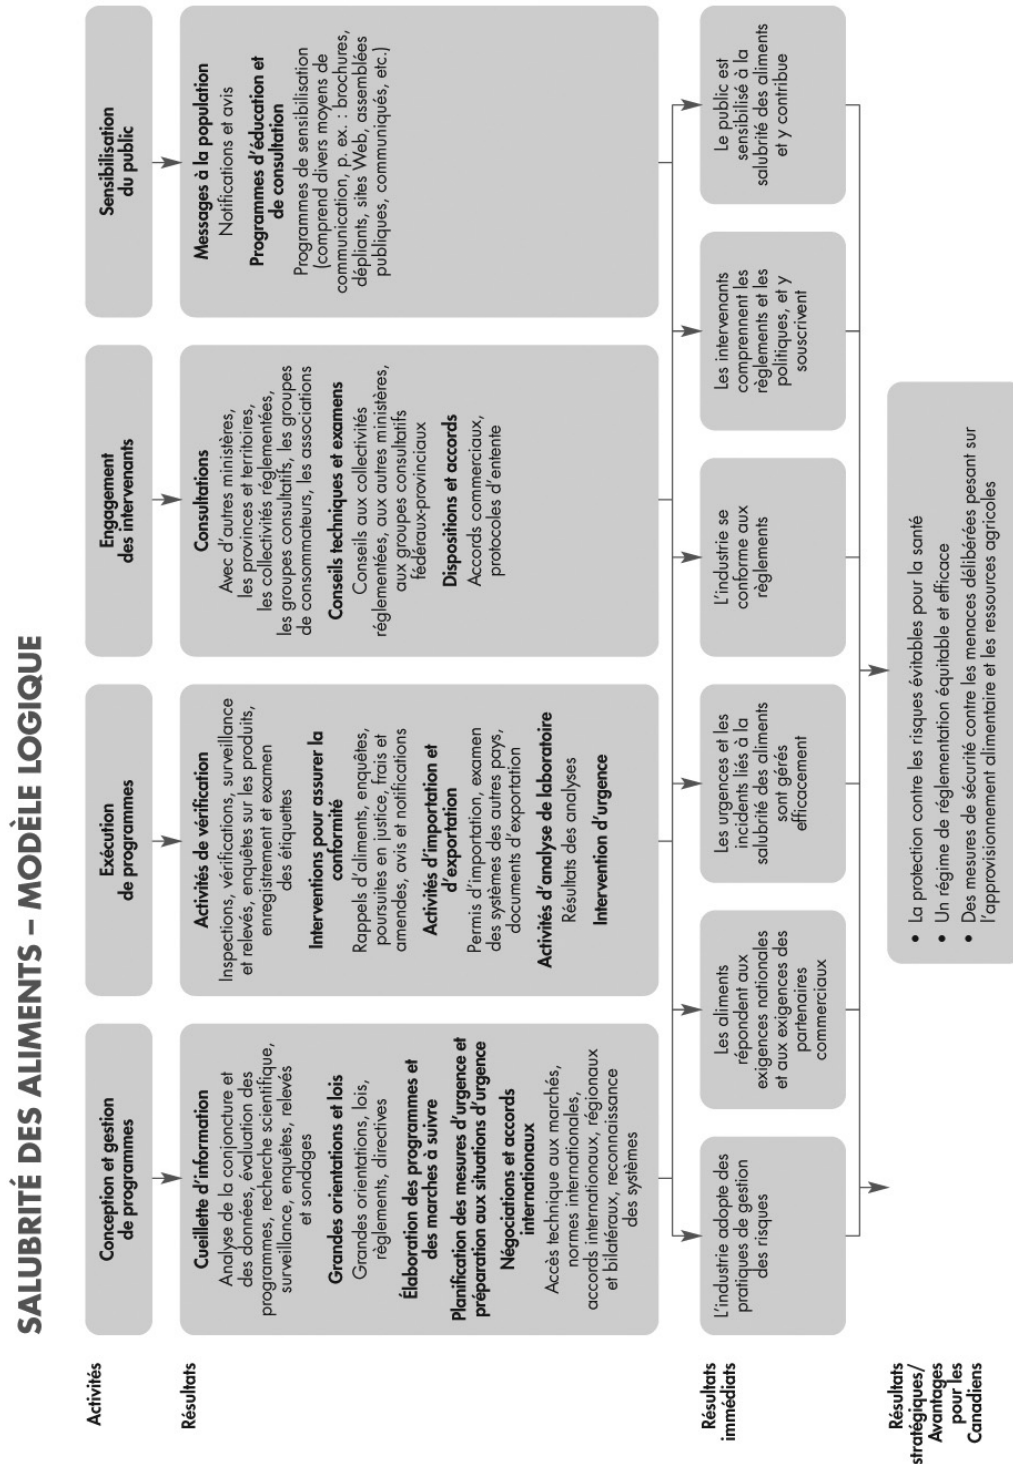 SALUBRITÉ DES ALIMENTS – MODÈLE LOGIQUE
Activités
Conception et gestion
de programmes
Exécution
de programmes
Engagement
des intervenants
Sensibilisation
du public
Résultats
Cueillette d’information
Analyse de la conjoncture et
des données, évaluation des
programmes, recherche scientifique,
surveillance, enquêtes, relevés
et sondages
Grandes orientations et lois
Grandes orientations, lois,
règlements, directives
Élaboration des programmes et
des marches à suivre
Planification des mesures d’urgence et
préparation aux situations d’urgence
Négociations et accords
internationaux
Accès technique aux marchés,
normes internationales,
accords internationaux, régionaux
et bilatéraux, reconnaissance
des systèmes
Activités de vérification
Inspections, vérifications, surveillance
et relevés, enquêtes sur les produits,
enregistrement et examen
des étiquettes
Interventions pour assurer la
conformité
Rappels d’aliments, enquêtes,
poursuites en justice, frais et
amendes, avis et notifications
Activités d’importation et
d’exportation
Permis d’importation, examen
des systèmes des autres pays,
documents d’exportation
Activités d’analyse de laboratoire
Résultats des analyses
Intervention d’urgence
Consultations
Avec d’autres ministères,
les provinces et territoires,
les collectivités réglementées,
les groupes consultatifs, les groupes
de consommateurs, les associations
Conseils techniques et examens
Conseils aux collectivités
réglementées, aux autres ministères,
aux groupes consultatifs
fédéraux-provinciaux
Dispositions et accords
Accords commerciaux,
protocoles d’entente
Messages à la population
Notifications et avis
Programmes d’éducation et
de consultation
Programmes de sensibilisation
(comprend divers moyens de
communication, p. ex. : brochures,
dépliants, sites Web, assemblées
publiques, communiqués, etc.)
Résultats
immédiats
L’industrie adopte des
pratiques de gestion
des risques
Les aliments
répondent aux
exigences nationales
et aux exigences des
partenaires
commerciaux
Les urgences et les
incidents liés à la
salubrité des aliments
sont gérés
efficacement
L’industrie se
conforme aux
règlements
Les intervenants
comprennent les
règlements et les
politiques, et y
souscrivent
Le public est
sensibilisé à la
salubrité des aliments
et y contribue
Résultats
stratégiques/
Avantages
pour les
Canadiens
• La protection contre les risques évitables pour la santé
• Un régime de réglementation équitable et efficace
• Des mesures de sécurité contre les menaces délibérées pesant sur
l’approvisionnement alimentaire et les ressources agricoles